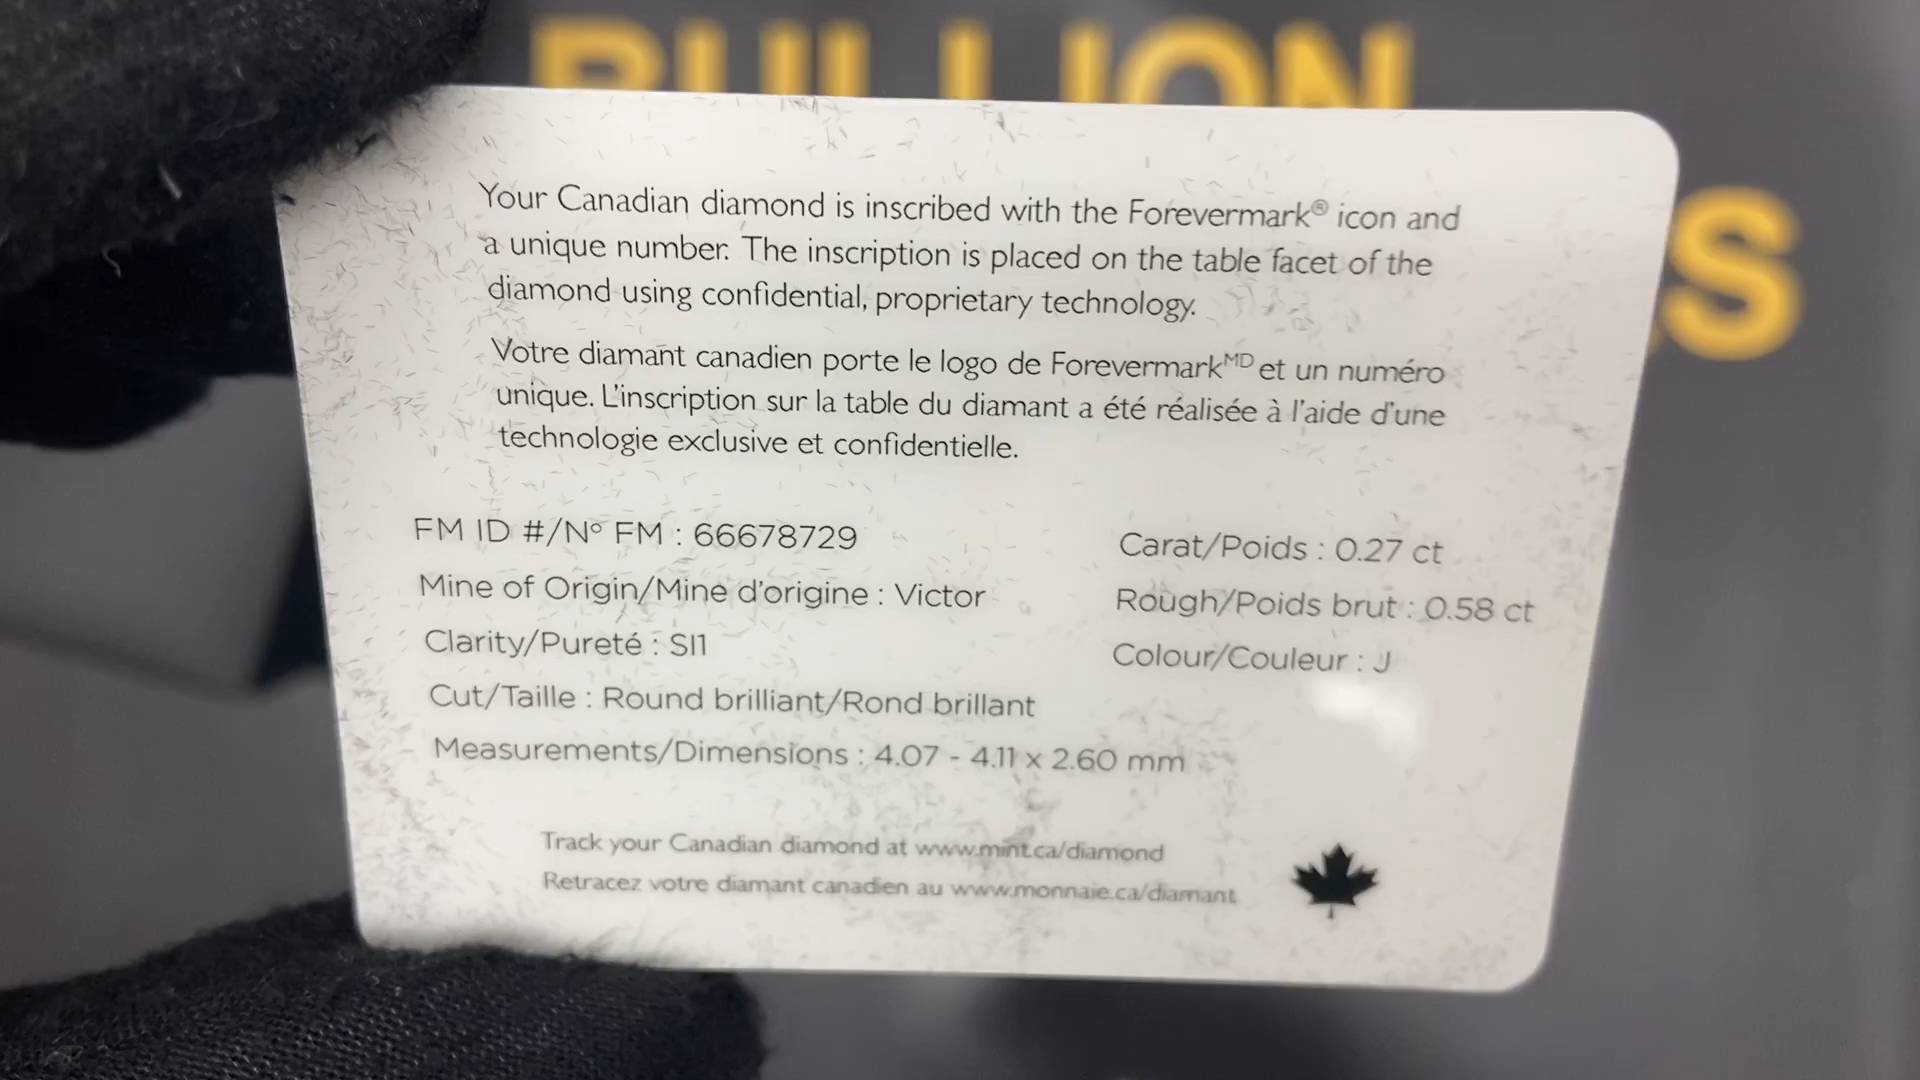 BULLION
S
Your Canadian diamond is inscribed with the Forevermark® icon and
a unique number. The inscription is placed on the table facet of the
diamond using confidential, proprietary technology.
Votre diamant canadien porte le logo de ForevermarkMD et un numéro
unique. L'inscription sur la table du diamant a été réalisée à l'aide d'une
technologie exclusive et confidentielle.
FM ID #/Nº FM : 66678729
Carat/Poids : 0.27 ct
Mine of Origin/Mine d'origine : Victor
Rough/Poids brut : 0.58 ct
Clarity/Pureté : SI1
Colour/Couleur : J
Cut/Taille : Round brilliant/Rond brillant
Measurements/Dimensions : 4.07 - 4.11 x 2.60 mm
Track your Canadian diamond at www.mint.ca/diamond
Retracez votre diamant canadien au www.monnaie.ca/diamant